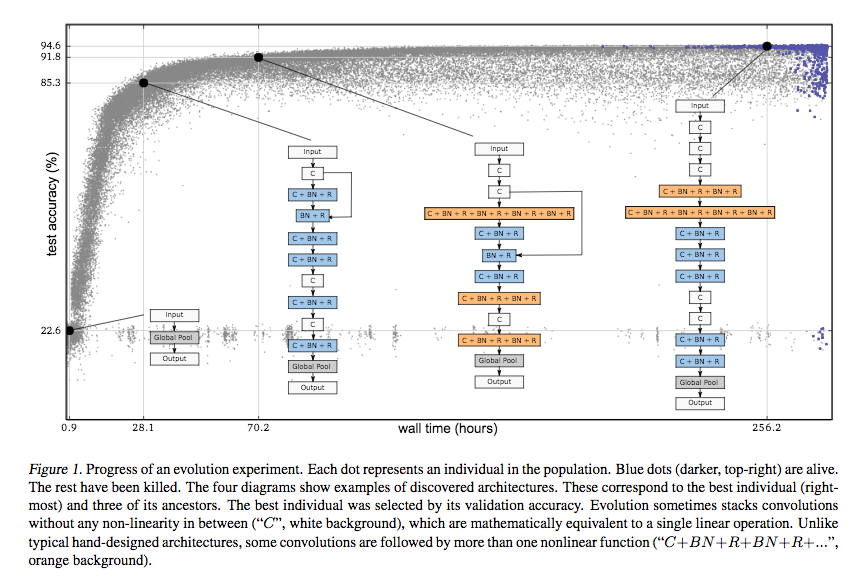 94.6
91.8
85.3
22.6
test accuracy (%)
0.9
28.1
70.2
256.2
wall time (hours)
Input
Global Pool
Output
Input
C
C + BN + R
BN + R
C + BN + R
C + BN + R
C
C + BN + R
C
C + BN + R
Global Pool
Output
Input
C
C
C + BN + R + BN + R + BN + R + BN + R
C + BN + R
BN + R
C + BN + R
C + BN + R + BN + R
C
C + BN + R + BN + R
Global Pool
Output
Input
C
C
C
C + BN + R + BN + R
C + BN + R + BN + R + BN + R + BN + R
C + BN + R
C + BN + R
C + BN + R
C
C
C + BN + R
C + BN + R
Global Pool
Output
Figure 1. Progress of an evolution experiment. Each dot represents an individual in the population. Blue dots (darker, top-right) are alive.
The rest have been killed. The four diagrams show examples of discovered architectures. These correspond to the best individual (right-
most) and three of its ancestors. The best individual was selected by its validation accuracy. Evolution sometimes stacks convolutions
without any non-linearity in between (“C”, white background), which are mathematically equivalent to a single linear operation. Unlike
typical hand-designed architectures, some convolutions are followed by more than one nonlinear function (“C+BN+R+BN+R+...”,
orange background).